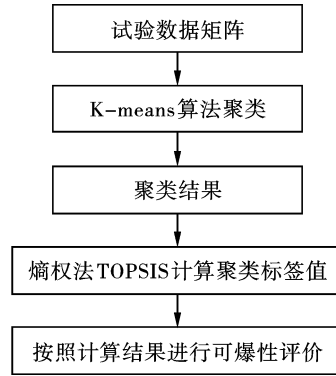 试验数据矩阵
K-means算法聚类
聚类结果
熵权法TOPSIS计算聚类标签值
按照计算结果进行可爆性评价